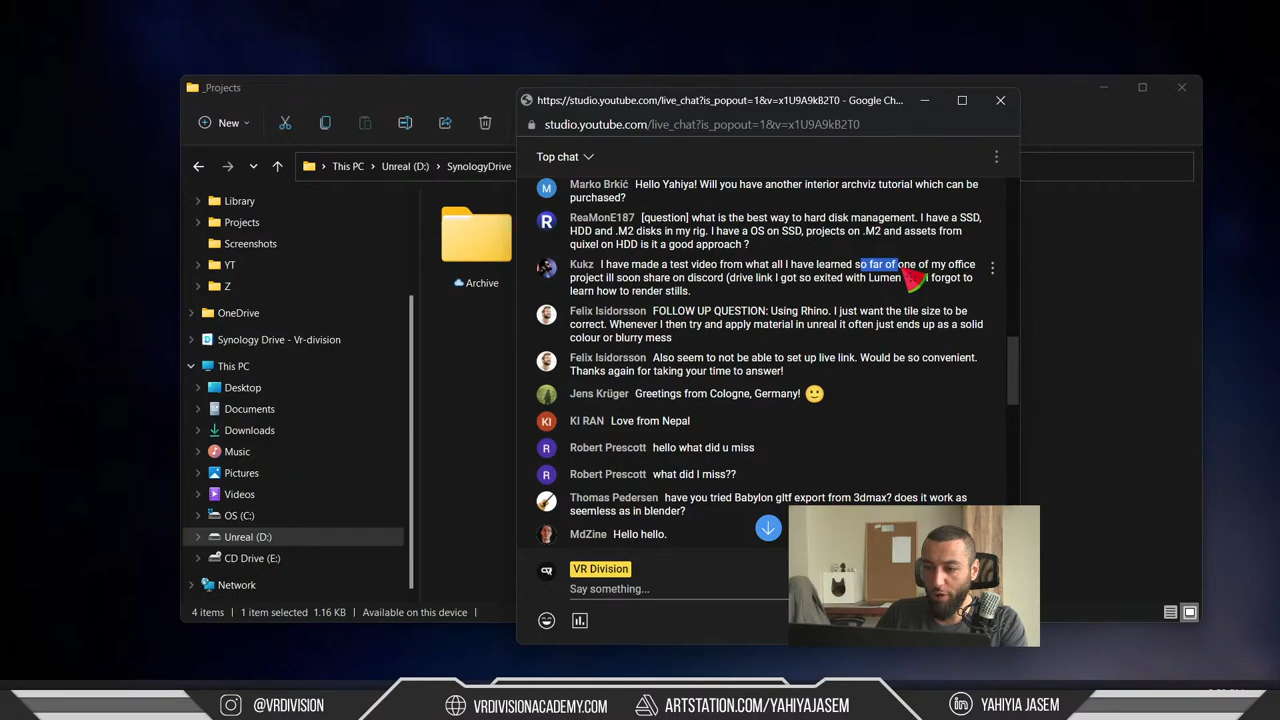 _Projects
https://studio.youtube.com/live_chat?is_popout=1&v=x1U9A9kB2T0 - Google Ch...
New
studio.youtube.com/live_chat?is_popout=1&v=x1U9A9kB2T0
This PC
Unreal (D:)
SynologyDrive
Top chat
Library
Projects
Screenshots
YT
Z
OneDrive
Synology Drive - Vr-division
This PC
Desktop
Documents
Downloads
Music
Pictures
Videos
OS (C:)
Unreal (D:)
CD Drive (E:)
Network
Archive
Marko Brkić Hello Yahiya! Will you have another interior archviz tutorial which can be
purchased?
ReaMonE187 [question] what is the best way to hard disk management. I have a SSD,
HDD and .M2 disks in my rig. I have a OS on SSD, projects on .M2 and assets from
quixel on HDD is it a good approach ?
Kukz I have made a test video from what all I have learned so far of one of my office
project ill soon share on discord (drive link I got so exited with Lumen I forgot to
learn how to render stills.
Felix Isidorsson FOLLOW UP QUESTION: Using Rhino. I just want the tile size to be
correct. Whenever I then try and apply material in unreal it often just ends up as a solid
colour or blurry mess
Felix Isidorsson Also seem to not be able to set up live link. Would be so convenient.
Thanks again for taking your time to answer!
Jens Krüger Greetings from Cologne, Germany!
KI
KI RAN Love from Nepal
Robert Prescott hello what did u miss
Robert Prescott what did I miss??
Thomas Pedersen have you tried Babylon gltf export from 3dmax? does it work as
seemless as in blender?
MdZine Hello hello.
VR Division
Say something...
4 items
1 item selected 1.16 KB
Available on this device
@VRDIVISION
VRDIVISIONACADEMY.COM
ARTSTATION.COM/YAHIYAJASEM
YAHIYIA JASEM